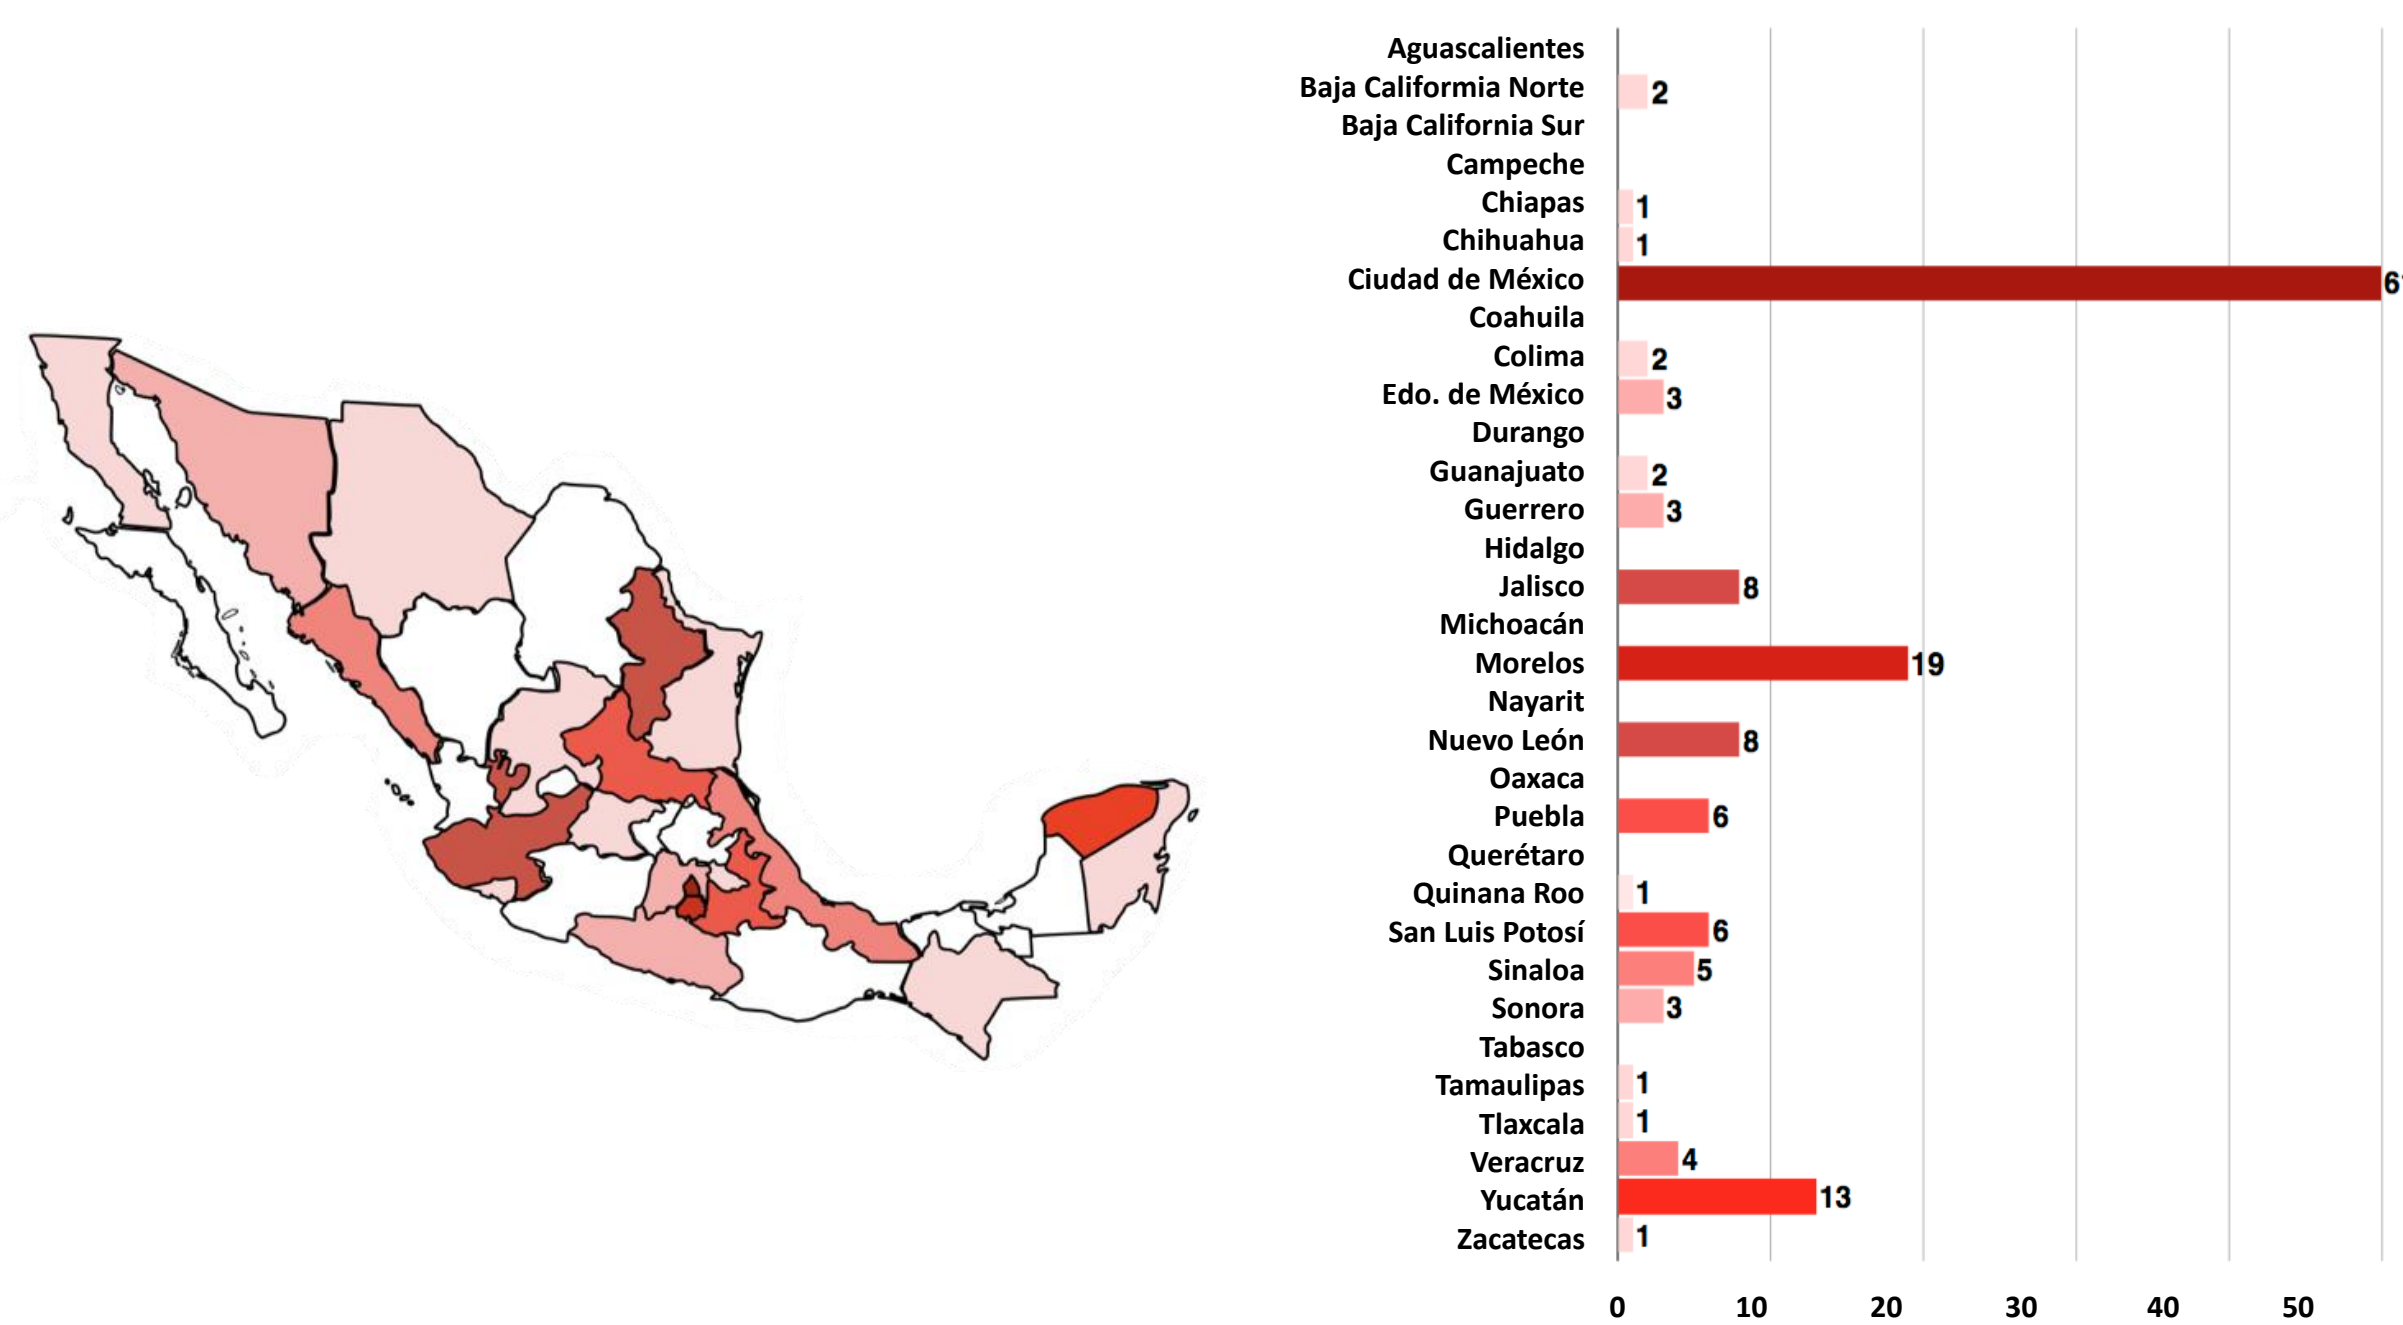 Aguascalientes
Baja Califormia Norte 2
Baja California Sur
Campeche
Chiapas 1
Chihuahua 1
Ciudad de México
Coahuila
Colima 2
Edo. de México 3
Durango
Guanajuato 2
Guerrero 3
Hidalgo
Jalisco 8
Michoacán
Morelos 19
Nayarit
Nuevo León 8
Oaxaca
Puebla 6
Querétaro
Quinana Roo 1
San Luis Potosí 6
Sinaloa 5
Sonora 3
Tabasco
Tamaulipas 1
Tlaxcala 1
Veracruz 4
Yucatán 13
Zacatecas 1
0 10 20 30 40 50